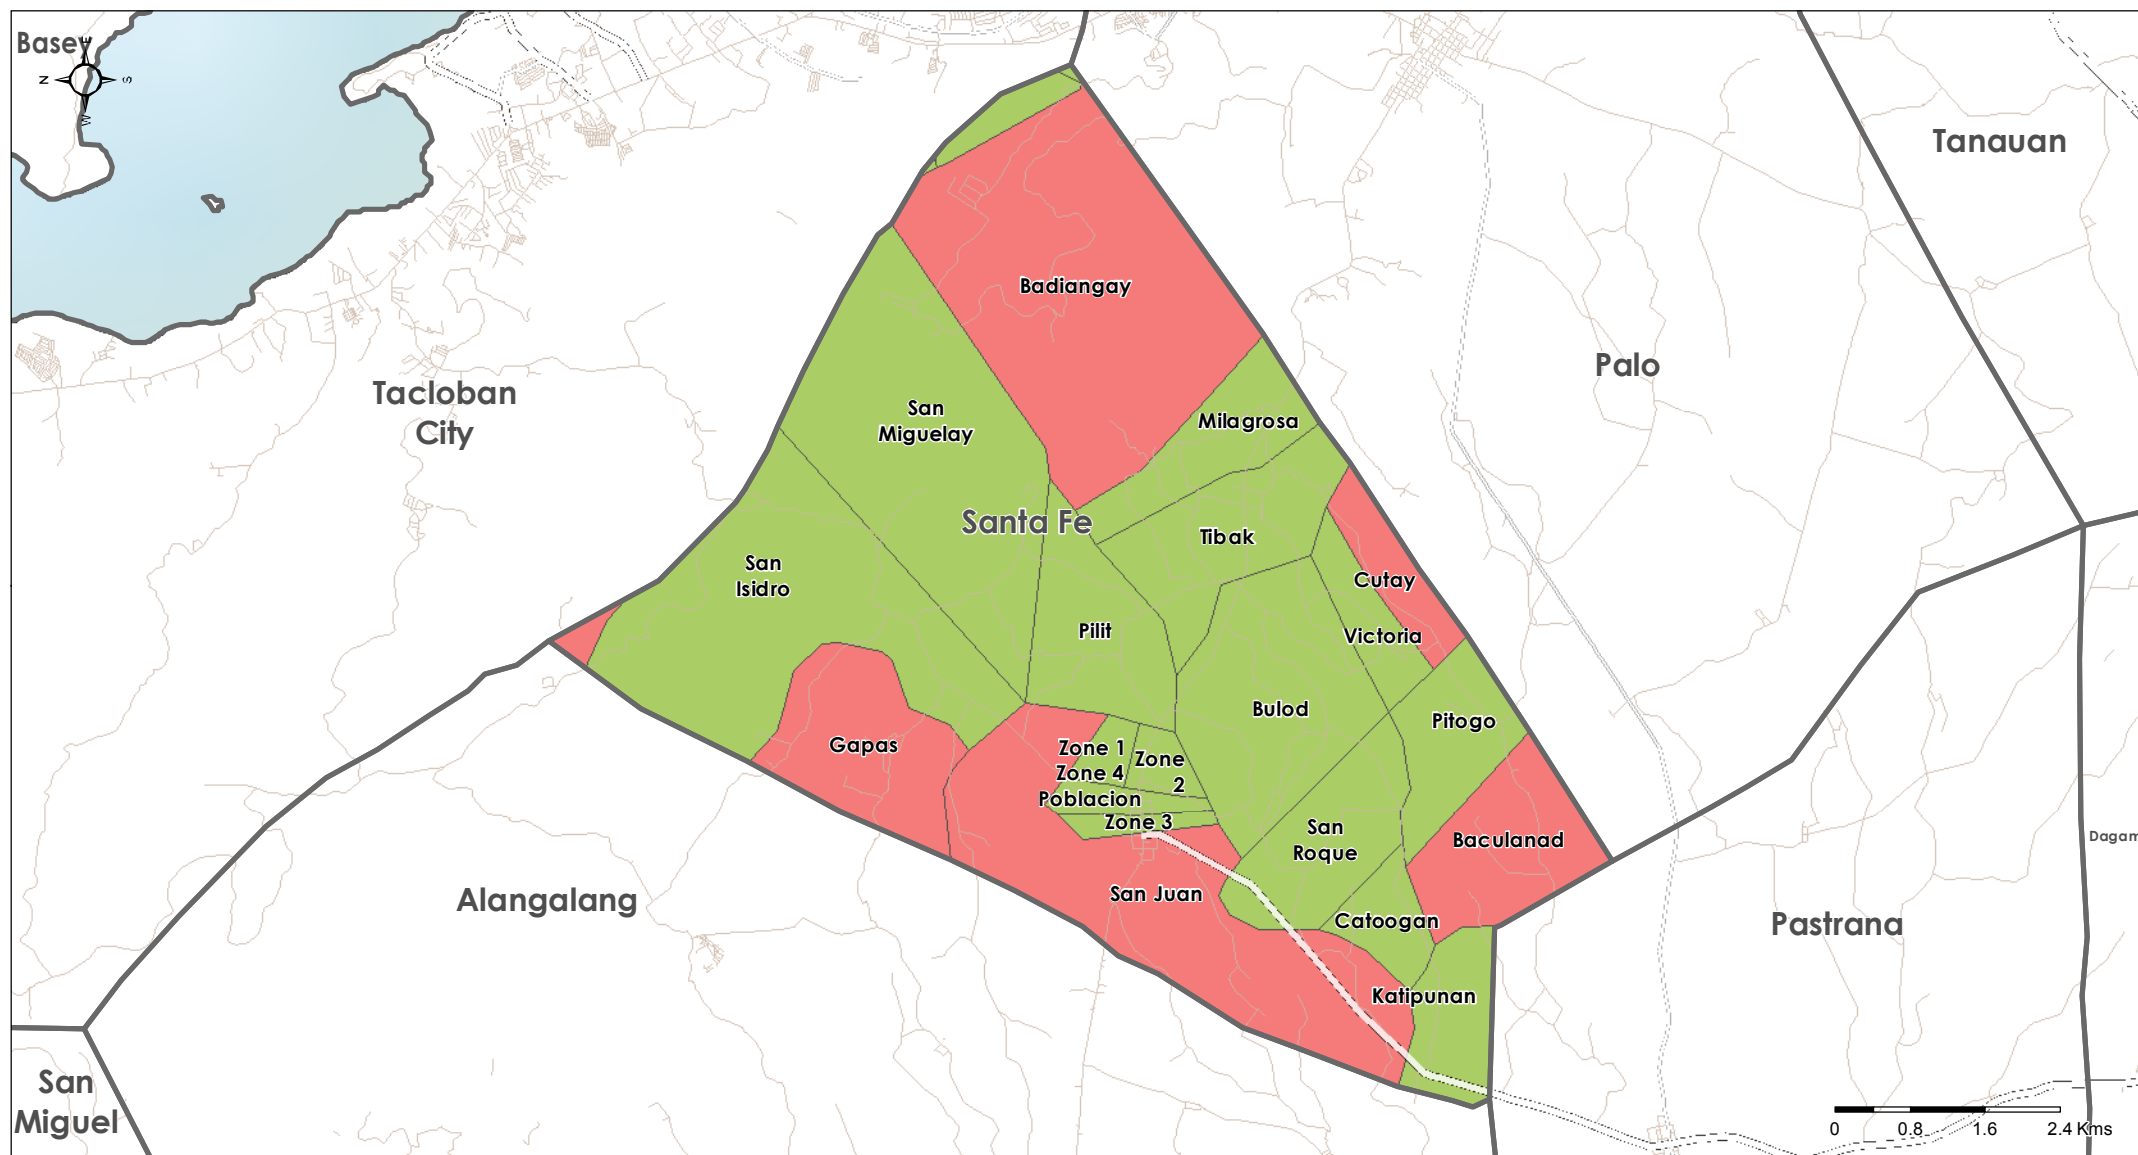 Basey
E
N
S
W
Tanauan
Badiangay
Palo
Tacloban
City
San
Miguelay
Milagrosa
Santa Fe
Tibak
San
Isidro
Cutay
Pilit
Victoria
Bulod
Pitogo
Gapas
Zone 1
Zone 4
Zone
2
Poblacion
Zone 3
San
Roque
Baculanad
Dagam
Alangalang
San Juan
Catoogan
Pastrana
Katipunan
San
Miguel
0 0.8 1.6 2.4 Kms